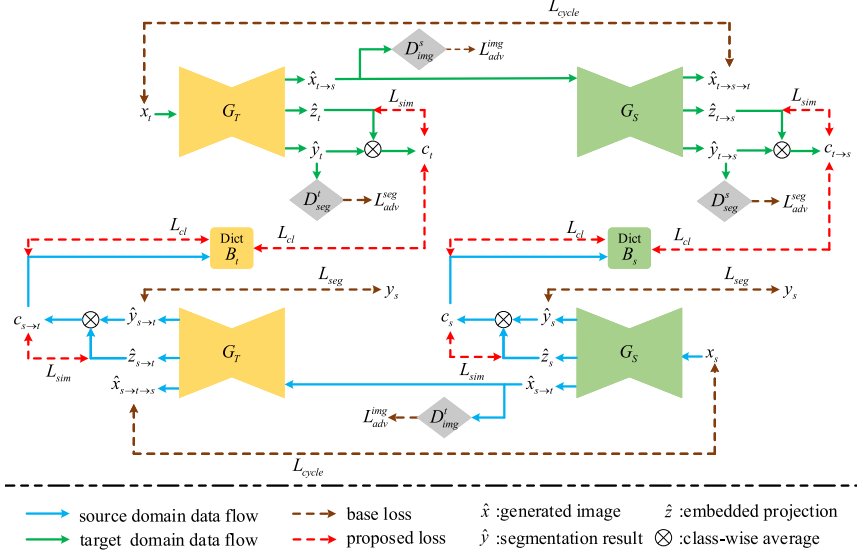 L_cycle
D^s_img L^img_adv
x_t G_T x̂_{t→s} G_S x̂_{t→s→t}
L_sim L_sim
ẑ_t ẑ_{t→s}
ŷ_t ⊗ c_t ŷ_{t→s} ⊗ c_{t→s}
D^t_seg L^seg_adv D^s_seg L^seg_adv
L_cl Dict B_t L_cl L_cl Dict B_s L_cl
L_seg y_s L_seg y_s
c_{s→t} ⊗ ŷ_{s→t} c_s ⊗ ŷ_s
G_T G_S x_s
ẑ_{s→t} ẑ_s
L_sim L_sim
x̂_{s→t→s} x̂_{s→t}
L^img_adv D^t_img
L_cycle
source domain data flow base loss x̂ :generated image ẑ :embedded projection
target domain data flow proposed loss ŷ :segmentation result ⊗ :class-wise average